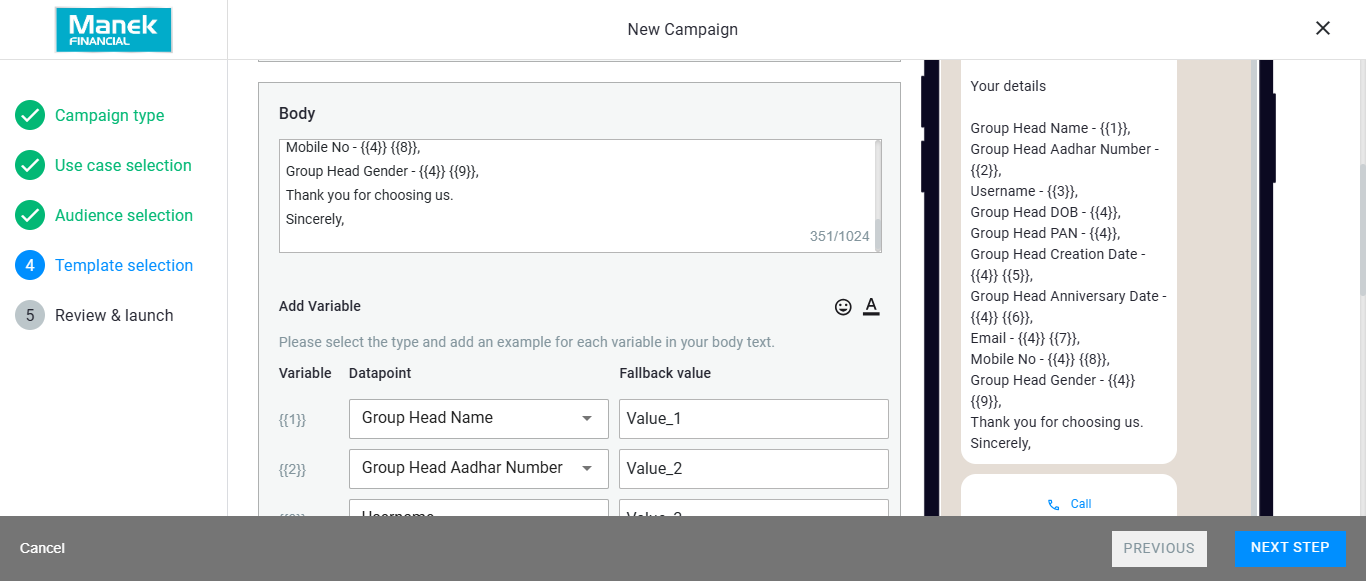 Manek
FINANCIAL
New Campaign
Campaign type
Use case selection
Audience selection
4 Template selection
5 Review & launch
Body
Mobile No - {{4}} {{8}},
Group Head Gender - {{4}} {{9}},
Thank you for choosing us.
Sincerely,
351/1024
Add Variable
A
Please select the type and add an example for each variable in your body text.
Variable Datapoint Fallback value
{{1}} Group Head Name Value_1
{{2}} Group Head Aadhar Number Value_2
{{3}} Username Value_3
Your details
Group Head Name - {{1}},
Group Head Aadhar Number -
{{2}},
Username - {{3}},
Group Head DOB - {{4}},
Group Head PAN - {{4}},
Group Head Creation Date -
{{4}} {{5}},
Group Head Anniversary Date -
{{4}} {{6}},
Email - {{4}} {{7}},
Mobile No - {{4}} {{8}},
Group Head Gender - {{4}}
{{9}},
Thank you for choosing us.
Sincerely,
Call
Cancel
PREVIOUS
NEXT STEP